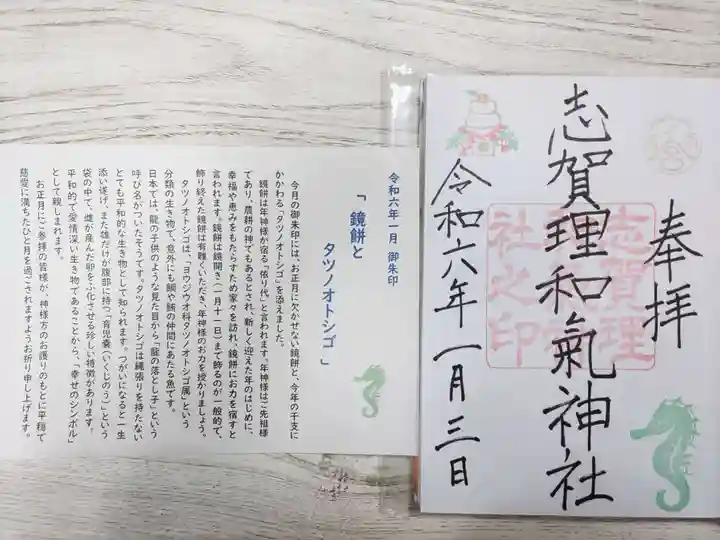 奉拝
志賀理和氣神社
令和六年一月三日
志賀理
社之印
令和六年一月 御朱印
「鏡餅と
タツノオトシゴ」
今月の御朱印には、お正月に欠かせない鏡餅と、今年の干支に
かかわる「タツノオトシゴ」を添えました。
鏡餅は年神様が宿る「依り代」と言われます。年神様はご先祖様
であり、農耕の神でもあるとされ、新しく迎えた年のはじめに、
幸福や恵みをもたらすため家々を訪れ、鏡餅にお力を宿すと
言われます。鏡餅は鏡開き(一月十一日)まで飾るのが一般的で、
飾り終えた鏡餅は有難くいただき、年神様のお力を授かりましょう。
タツノオトシゴは、「ヨウジウオ科タツノオトシゴ属」という
分類の生き物で、意外にも鯛や鮪の仲間にあたる魚です。
日本では、龍の子供のような見た目から「龍の落とし子」という
呼び名がついたそうです。タツノオトシゴは縄張りを持たない
とても平和的な生き物として知られます。つがいになると一生
添い遂げ、また雄だけが腹部に持つ「育児嚢(いくじのう)」という
袋の中で、雌が産んだ卵をふ化させる珍しい特徴があります。
平和的で愛情深い生き物であることから、「幸せのシンボル」
として親しまれます。
お正月にご参拝の皆様が、神様方のお護りのもとに平穏で
慈愛に満ちたひと月を過ごされますようお祈り申し上げます。